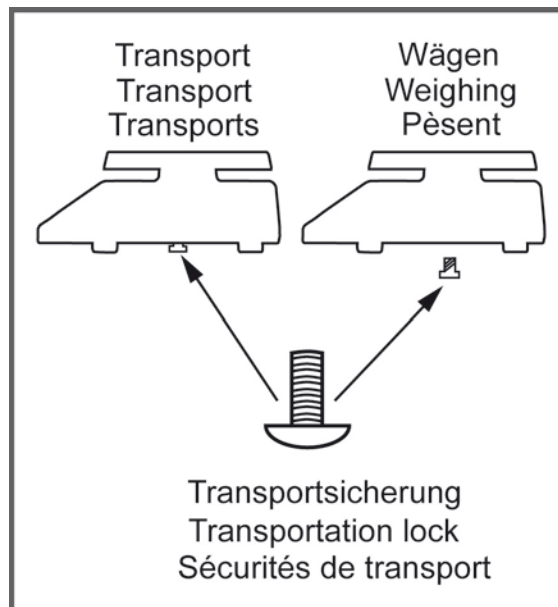 Transport
Transport
Transports
Wägen
Weighing
Pèsent
Transportsicherung
Transportation lock
Sécurités de transport